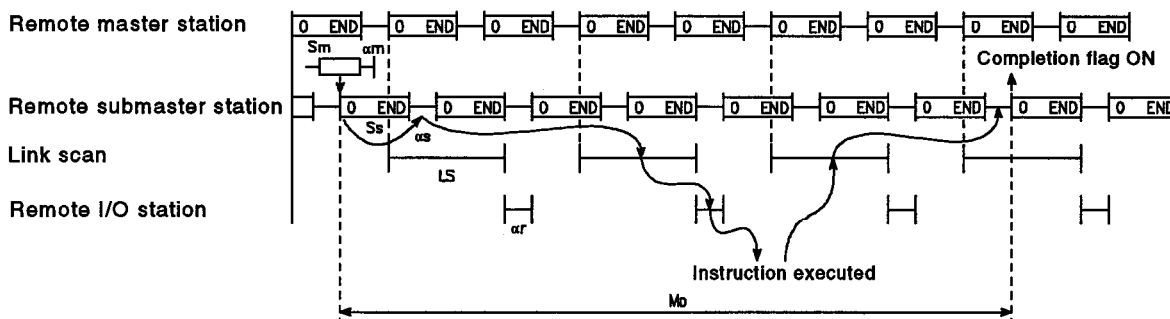 Remote master station
0 END 0 END 0 END 0 END 0 END 0 END 0 END 0 END 0 END
Sm αm
Completion flag ON
Remote submaster station
0 END 0 END 0 END 0 END 0 END 0 END 0 END 0 END 0 END
Ss αs
Link scan
LS
Remote I/O station
αr
Instruction executed
Mo